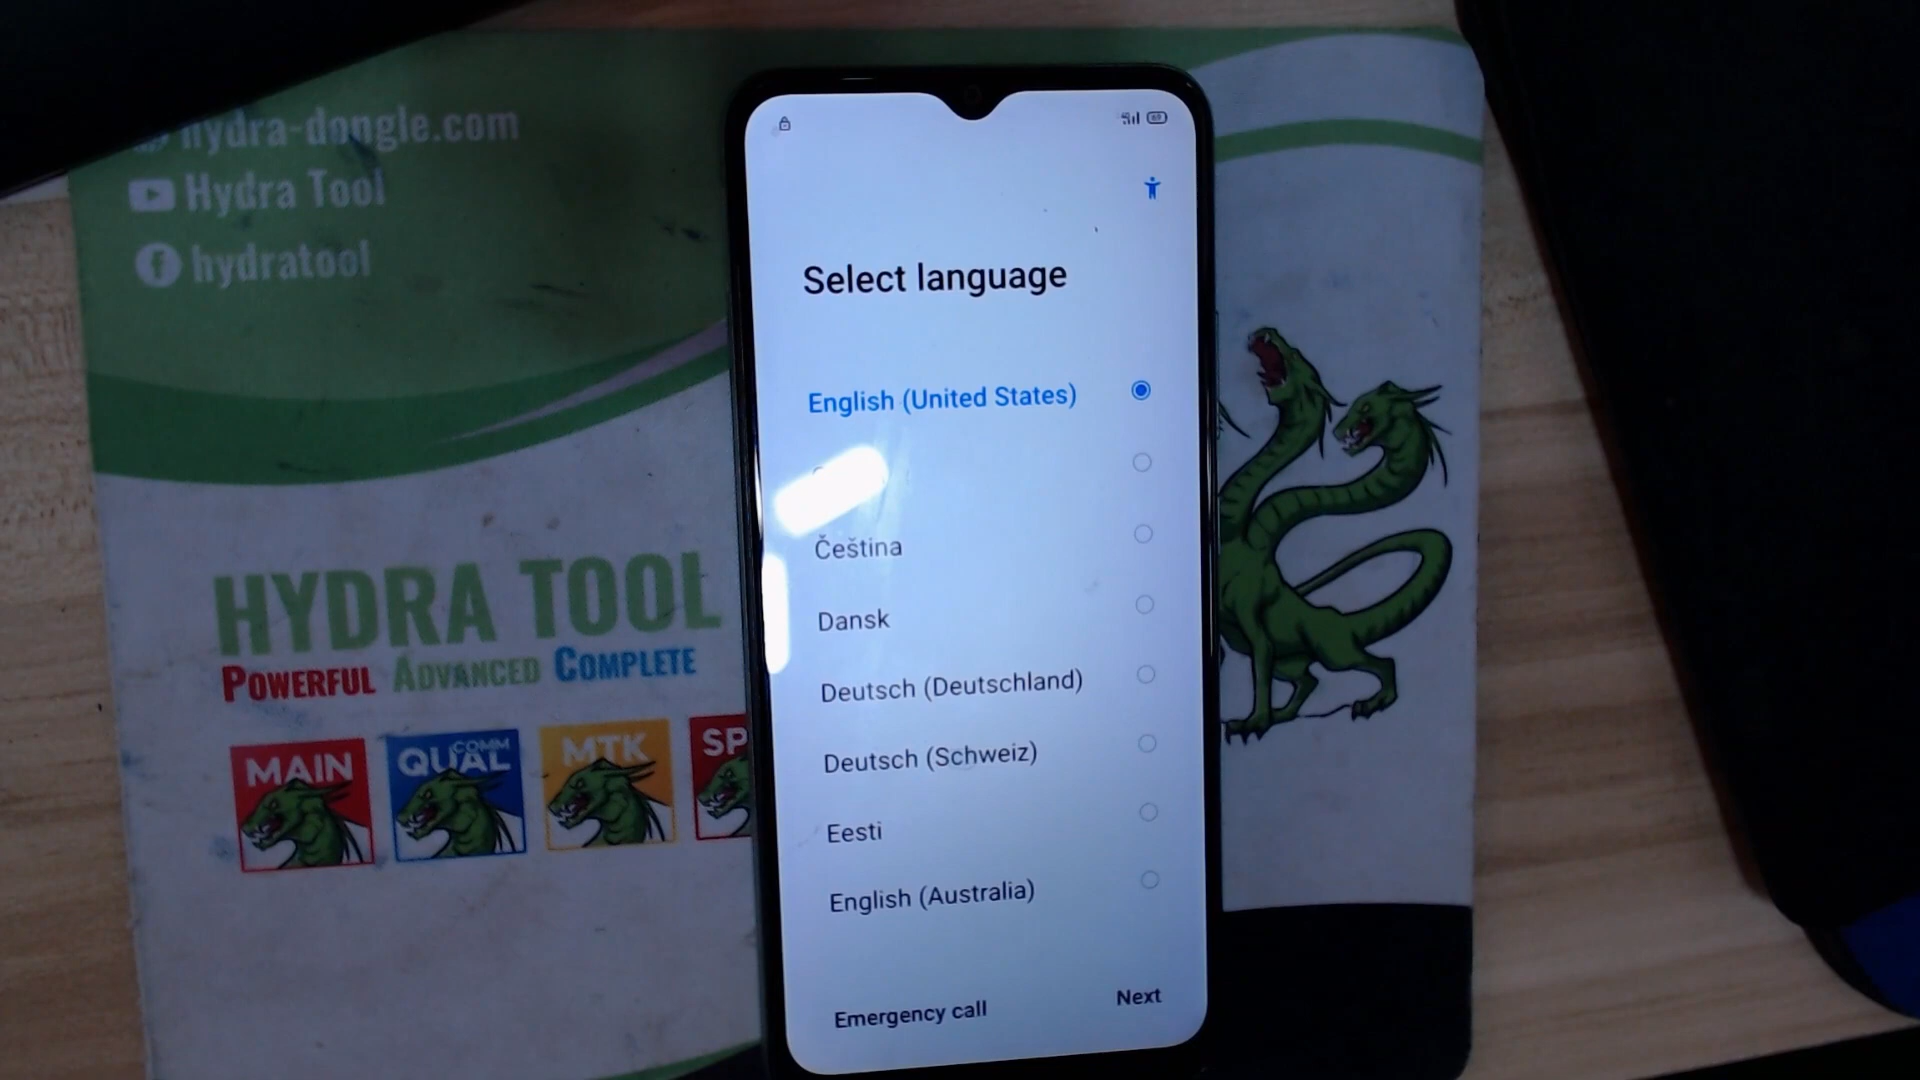 hydra-dongle.com
Hydra Tool
hydratool
HYDRA TOOL
POWERFUL ADVANCED COMPLETE
MAIN
QUALCOMM
MTK
SP
Select language
English (United States)
Čeština
Dansk
Deutsch (Deutschland)
Deutsch (Schweiz)
Eesti
English (Australia)
Emergency call
Next